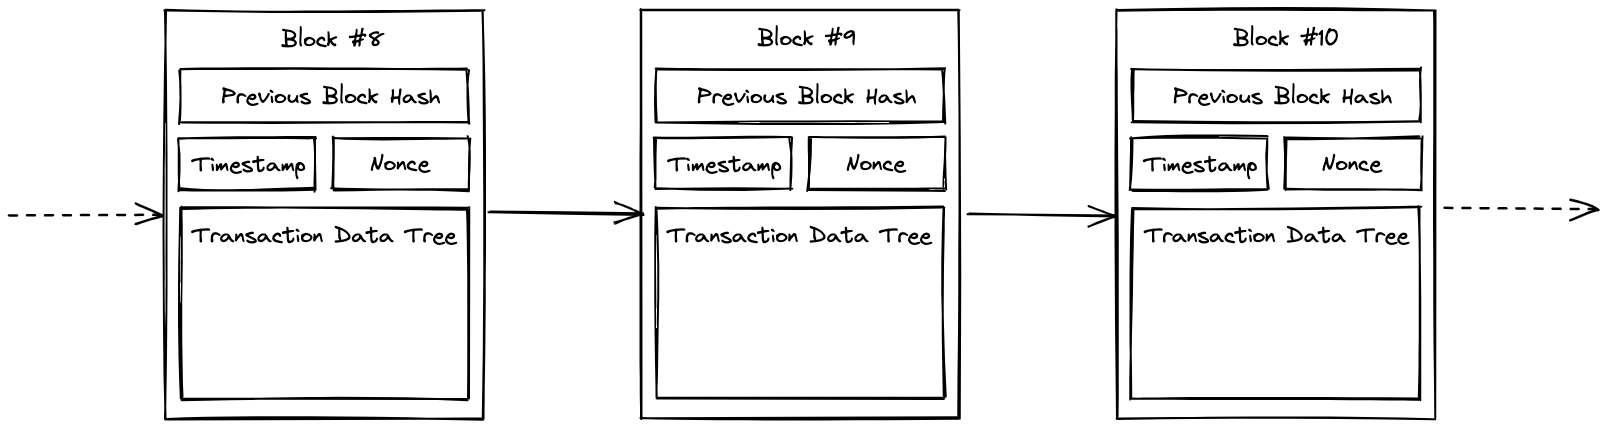 Block #8
Previous Block Hash
Timestamp
Nonce
Transaction Data Tree
Block #9
Previous Block Hash
Timestamp
Nonce
Transaction Data Tree
Block #10
Previous Block Hash
Timestamp
Nonce
Transaction Data Tree